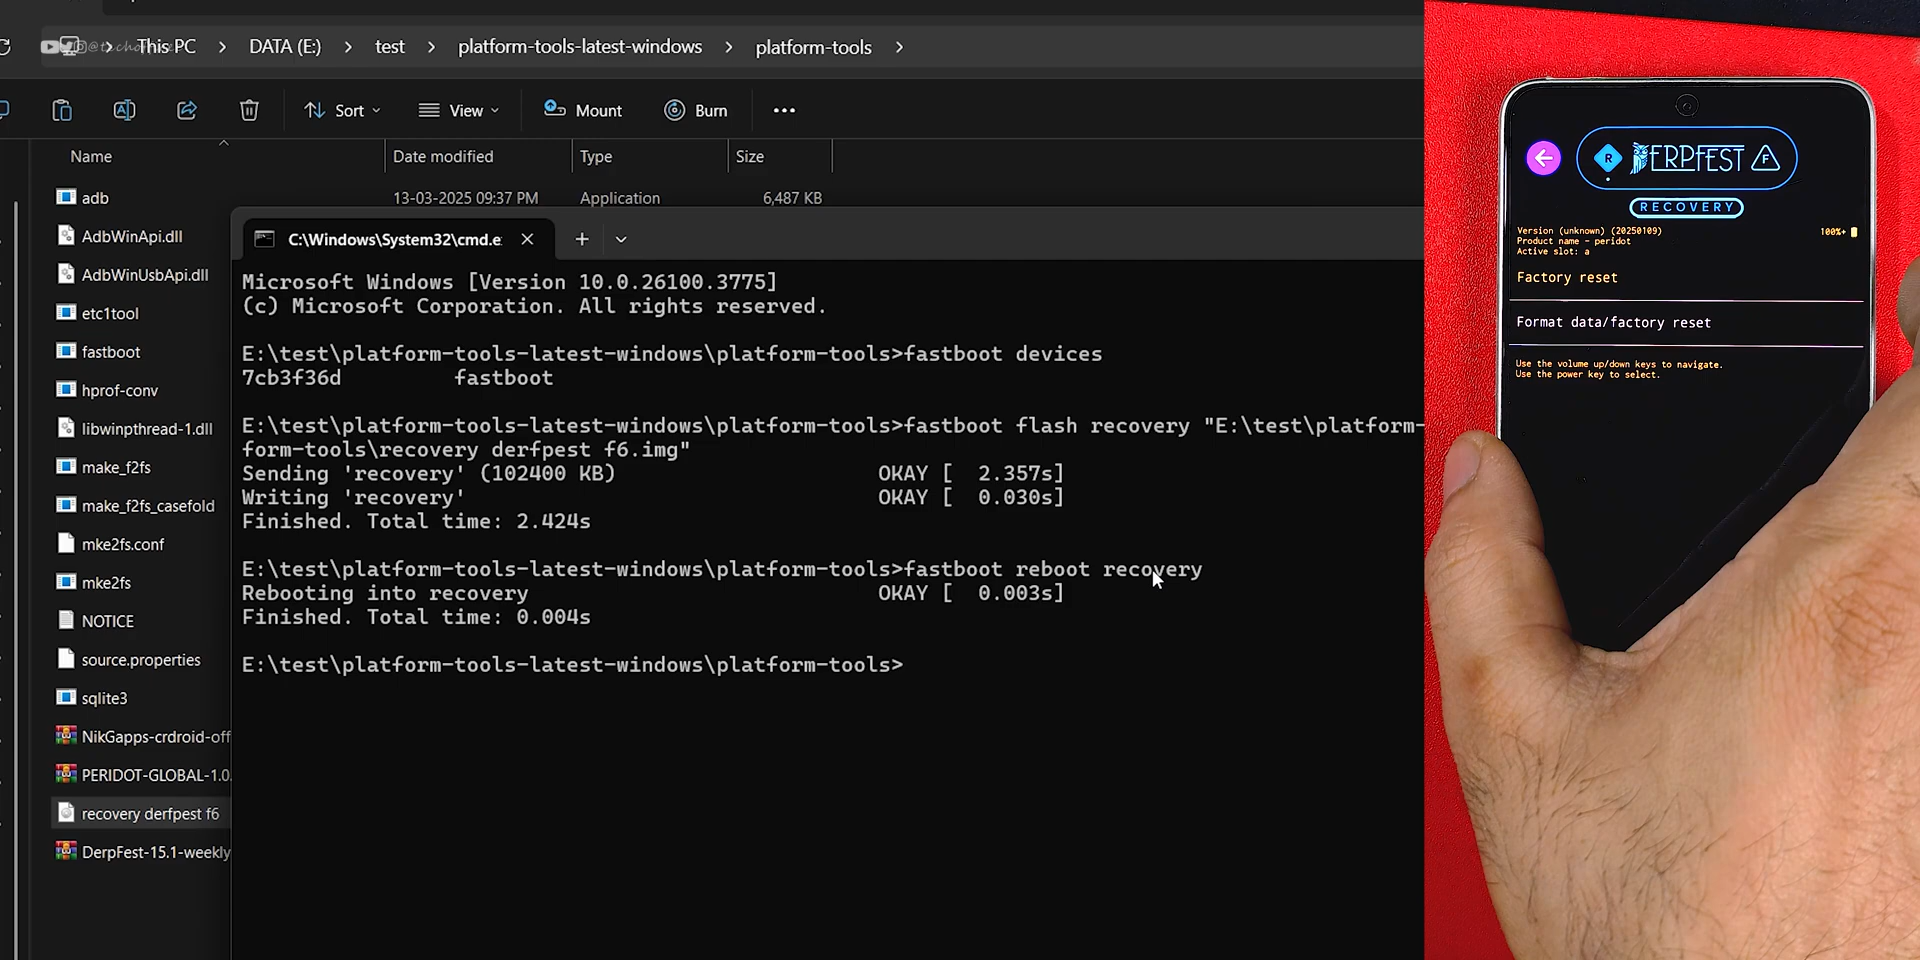 This PC > DATA (E:) > test > platform-tools-latest-windows > platform-tools >
Sort View Mount Burn ...
Name Date modified Type Size
adb 13-03-2025 09:37 PM Application 6,487 KB
AdbWinApi.dll
AdbWinUsbApi.dll
etc1tool
fastboot
hprof-conv
libwinpthread-1.dll
make_f2fs
make_f2fs_casefold
mke2fs.conf
mke2fs
NOTICE
source.properties
sqlite3
NikGapps-crdroid-off
PERIDOT-GLOBAL-1.0.
recovery derfpest f6
DerpFest-15.1-weekly
C:\Windows\System32\cmd.e
Microsoft Windows [Version 10.0.26100.3775]
(c) Microsoft Corporation. All rights reserved.
E:\test\platform-tools-latest-windows\platform-tools>fastboot devices
7cb3f36d fastboot
E:\test\platform-tools-latest-windows\platform-tools>fastboot flash recovery "E:\test\platform-
form-tools\recovery derfpest f6.img"
Sending 'recovery' (102400 KB) OKAY [ 2.357s]
Writing 'recovery' OKAY [ 0.030s]
Finished. Total time: 2.424s
E:\test\platform-tools-latest-windows\platform-tools>fastboot reboot recovery
Rebooting into recovery OKAY [ 0.003s]
Finished. Total time: 0.004s
E:\test\platform-tools-latest-windows\platform-tools>
R DERPFEST F
RECOVERY
Version (unknown) (20250109) 100%+
Product name - peridot
Active slot: a
Factory reset
Format data/factory reset
Use the volume up/down keys to navigate.
Use the power key to select.